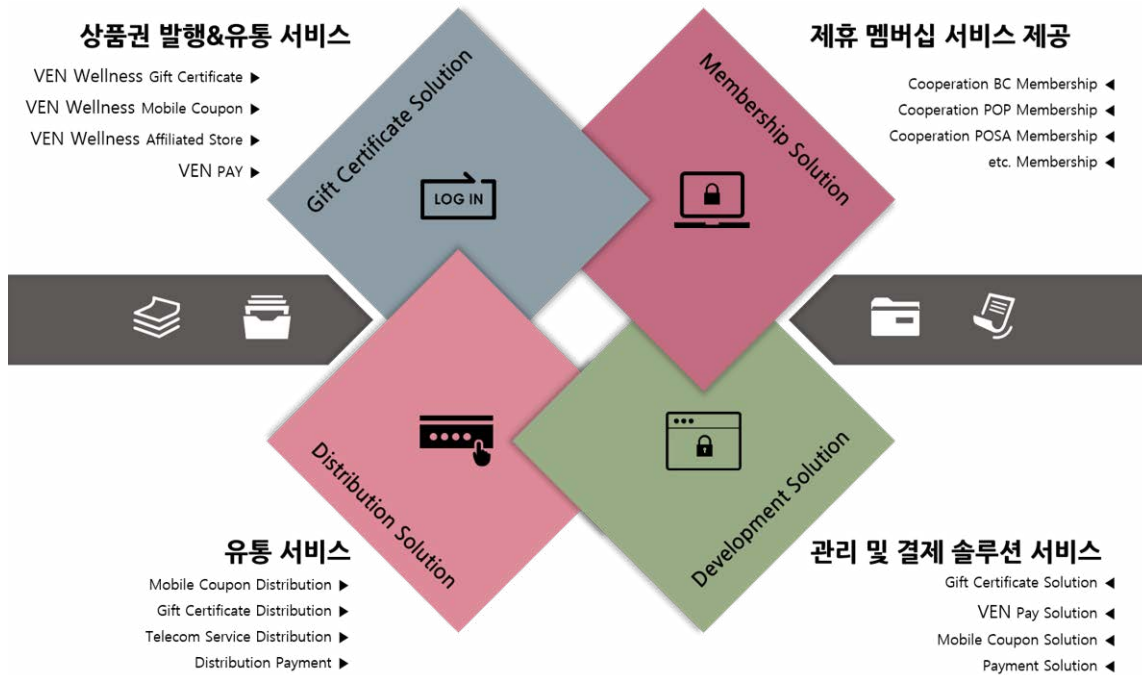 상품권 발행&유통 서비스
VEN Wellness Gift Certificate ▶
VEN Wellness Mobile Coupon ▶
VEN Wellness Affiliated Store ▶
VEN PAY ▶
Gift Certificate Solution
LOG IN
제휴 멤버십 서비스 제공
Cooperation BC Membership ◀
Cooperation POP Membership ◀
Cooperation POSA Membership ◀
etc. Membership ◀
Membership Solution
Distribution Solution
유통 서비스
Mobile Coupon Distribution ▶
Gift Certificate Distribution ▶
Telecom Service Distribution ▶
Distribution Payment ▶
Development Solution
관리 및 결제 솔루션 서비스
Gift Certificate Solution ◀
VEN Pay Solution ◀
Mobile Coupon Solution ◀
Payment Solution ◀